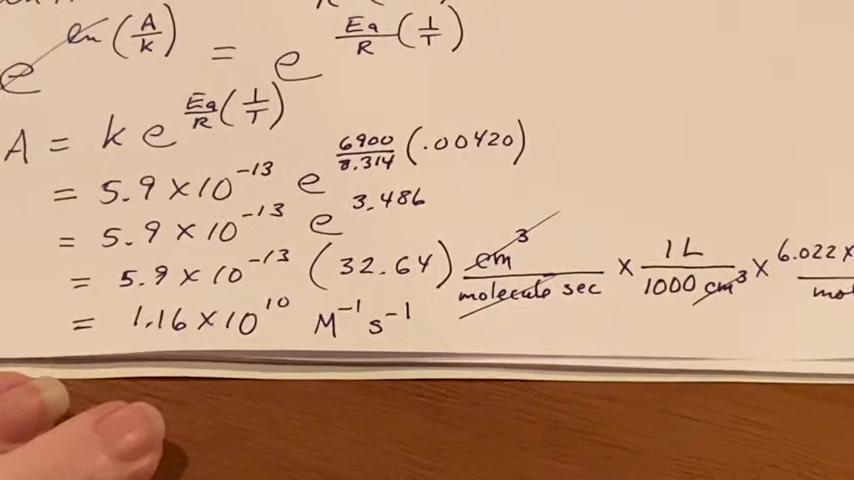 e^ln(A/k) = e^Ea/R(1/T)
A = k e^Ea/R(1/T)
= 5.9 × 10^-13 e^6900/8.314(.00420)
= 5.9 × 10^-13 e^3.486
= 5.9 × 10^-13 (32.64) cm^3/molecule sec × 1 L/1000 cm^3 × 6.022 ×
= 1.16 × 10^10 M^-1 s^-1